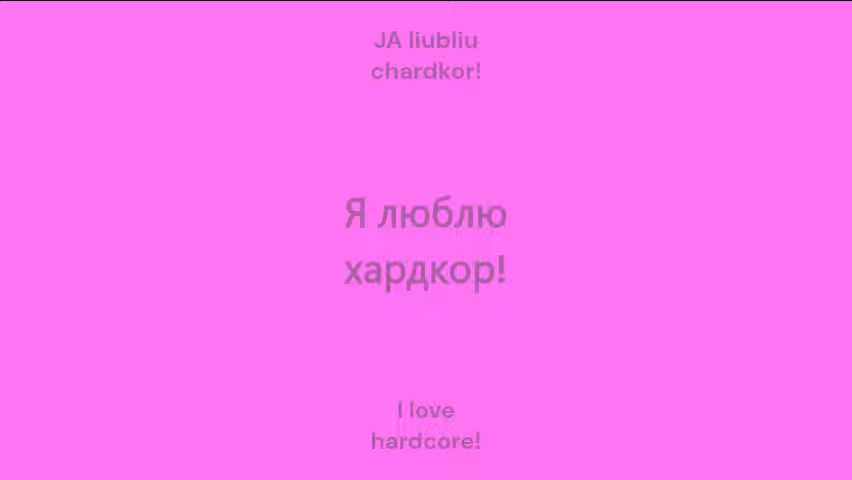 JA liubliu
chardkor!
Я люблю
хардкор!
I love
hardcore!